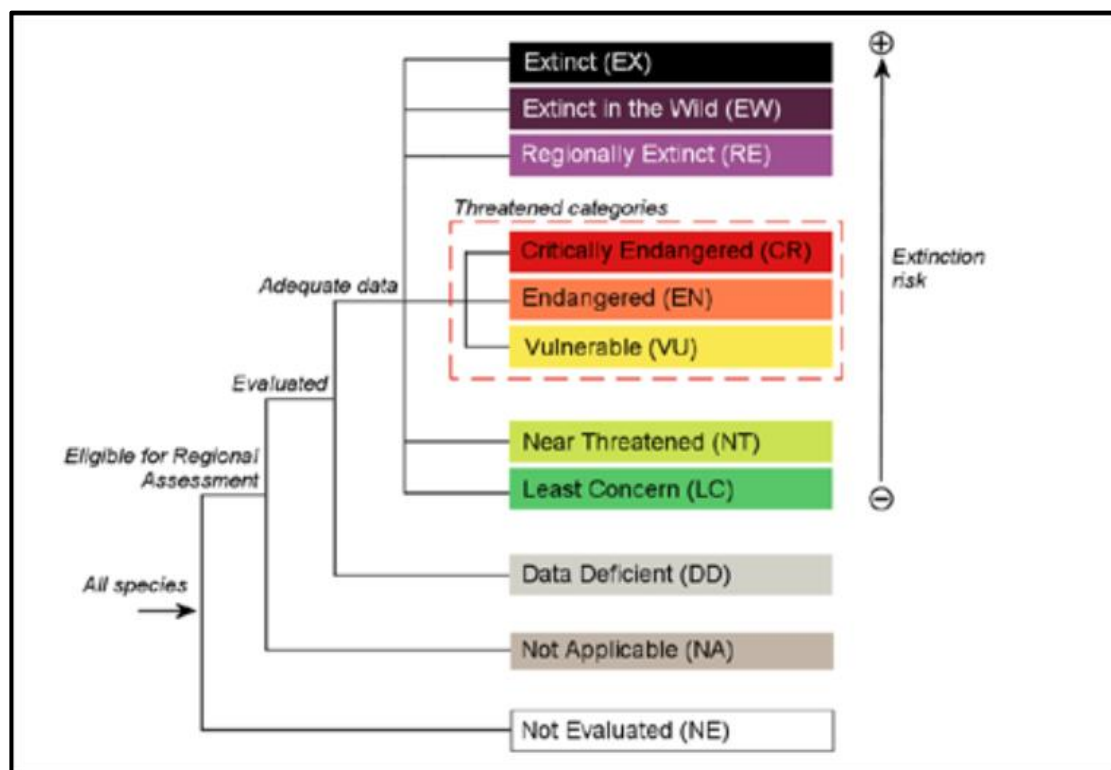 Extinct (EX)
Extinct in the Wild (EW)
Regionally Extinct (RE)
Threatened categories
Critically Endangered (CR)
Extinction
risk
Adequate data
Endangered (EN)
Vulnerable (VU)
Evaluated
Near Threatened (NT)
Eligible for Regional
Assessment
Least Concern (LC)
Data Deficient (DD)
All species
Not Applicable (NA)
Not Evaluated (NE)